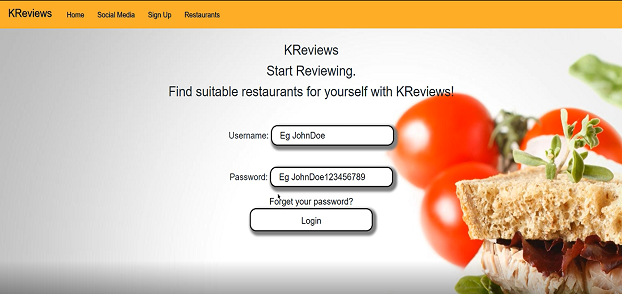 KReviews Home Social Media Sign Up Restaurants
KReviews
Start Reviewing.
Find suitable restaurants for yourself with KReviews!
Username: Eg JohnDoe
Password: Eg JohnDoe123456789
Forget your password?
Login